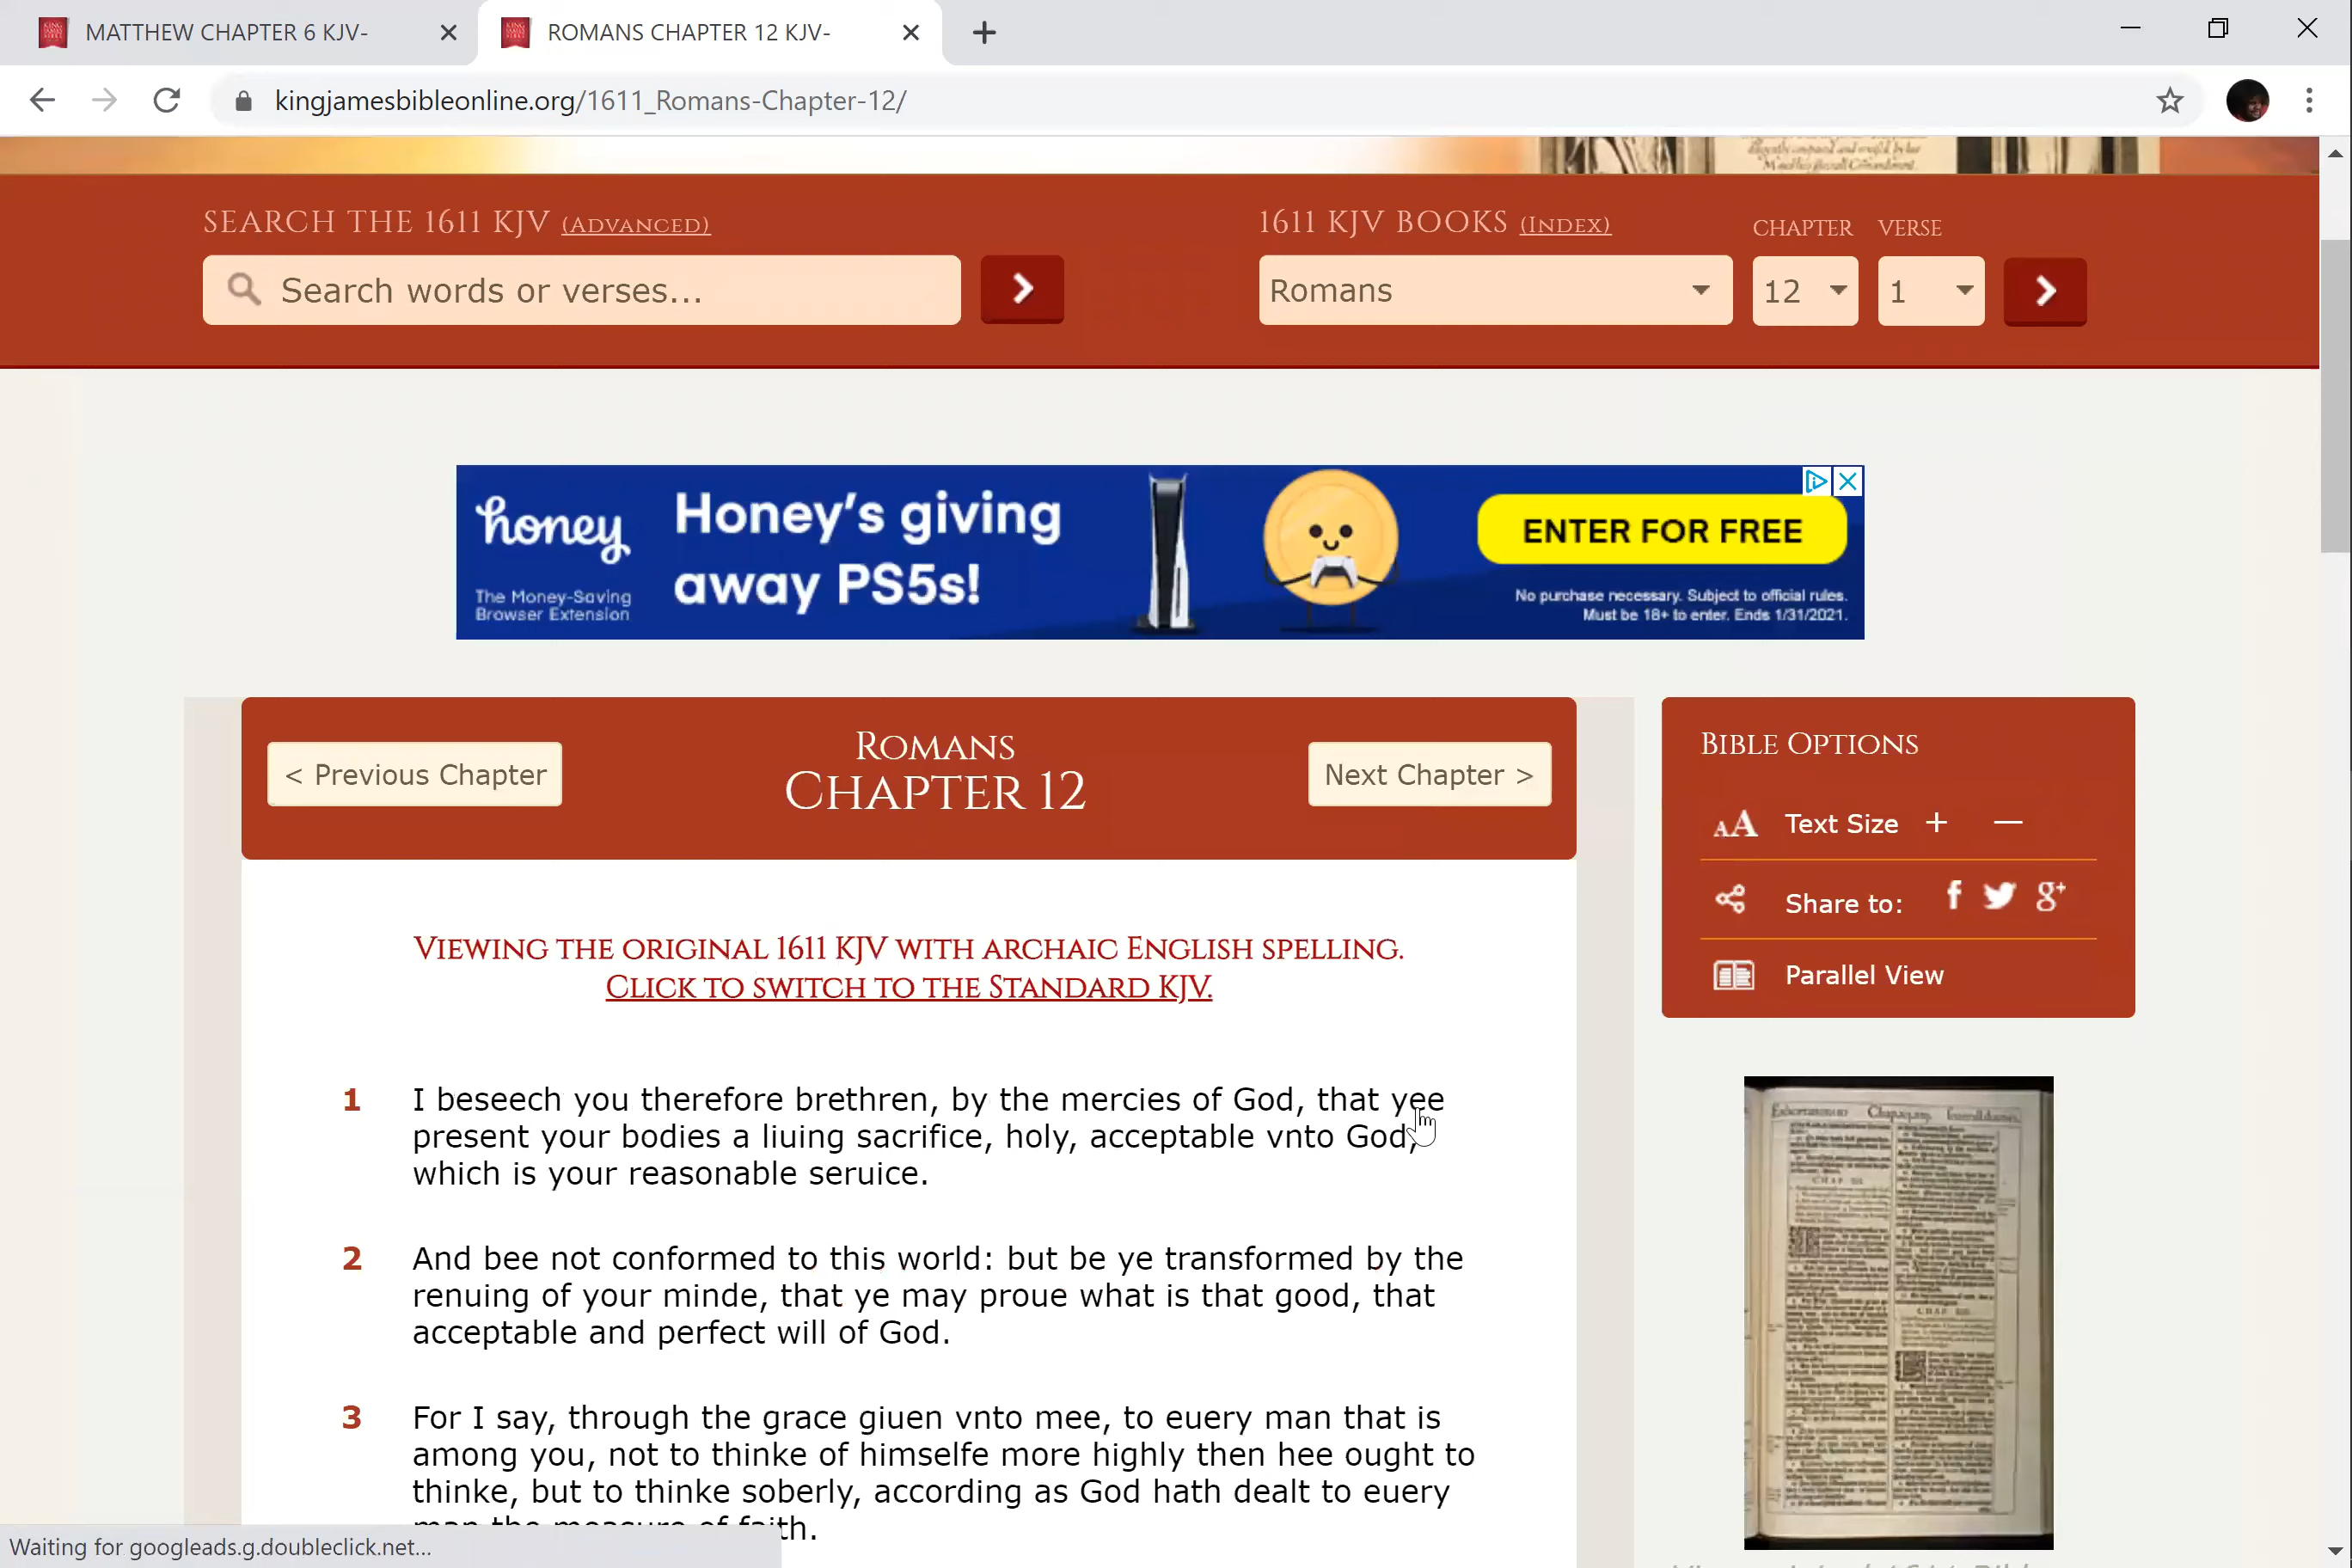 MATTHEW CHAPTER 6 KJV-
ROMANS CHAPTER 12 KJV-
kingjamesbibleonline.org/1611_Romans-Chapter-12/
SEARCH THE 1611 KJV (ADVANCED)
1611 KJV BOOKS (INDEX)
CHAPTER
VERSE
Search words or verses...
Romans
12
1
honey
The Money-Saving
Browser Extension
Honey's giving
away PS5s!
ENTER FOR FREE
No purchase necessary. Subject to official rules.
Must be 18+ to enter. Ends 1/31/2021.
< Previous Chapter
ROMANS
CHAPTER 12
Next Chapter >
BIBLE OPTIONS
AA Text Size + —
Share to: f g+
Parallel View
VIEWING THE ORIGINAL 1611 KJV WITH ARCHAIC ENGLISH SPELLING.
CLICK TO SWITCH TO THE STANDARD KJV.
1 I beseech you therefore brethren, by the mercies of God, that yee
present your bodies a liuing sacrifice, holy, acceptable vnto God,
which is your reasonable seruice.
2 And bee not conformed to this world: but be ye transformed by the
renuing of your minde, that ye may proue what is that good, that
acceptable and perfect will of God.
3 For I say, through the grace giuen vnto mee, to euery man that is
among you, not to thinke of himselfe more highly then hee ought to
thinke, but to thinke soberly, according as God hath dealt to euery
man the measure of faith.
Waiting for googleads.g.doubleclick.net...